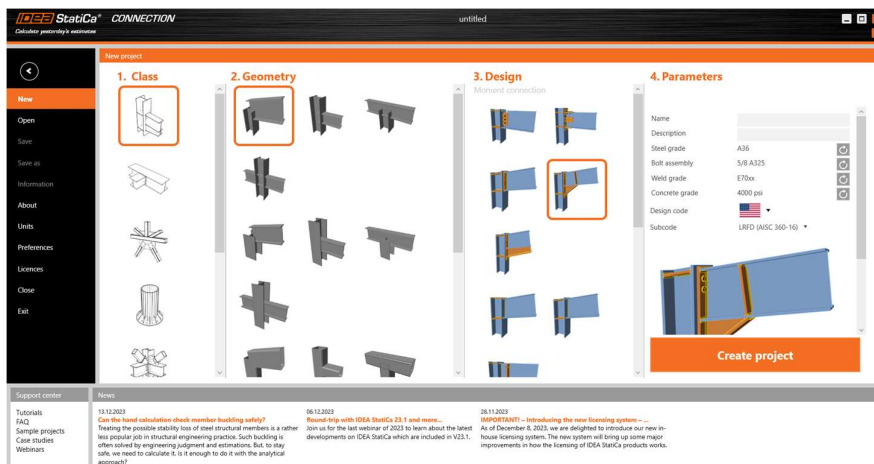 IDEA StatiCa® CONNECTION
untitled
Calculate yesterday's estimates
New project
New
Open
Save
Save as
Information
About
Units
Preferences
Licences
Close
Exit
1. Class
2. Geometry
3. Design
Moment connection
4. Parameters
Name
Description
Steel grade A36
Bolt assembly 5/8 A325
Weld grade E70xx
Concrete grade 4000 psi
Design code
Subcode LRFD (AISC 360-16)
Create project
Support center
Tutorials
FAQ
Sample projects
Case studies
Webinars
News
13.12.2023
Can the hand calculation check member buckling safely?
Treating the possible stability loss of steel structural members is a rather
less popular job in structural engineering practice. Such buckling is
often solved by engineering judgment and estimations. But. to stay
safe, we need to calculate it. Is it enough to do it with the analytical
approach?
06.12.2023
Round-trip with IDEA StatiCa 23.1 and more...
Join us for the last webinar of 2023 to learn about the latest
developments on IDEA StatiCa which are included in V23.1.
28.11.2023
IMPORTANT! – Introducing the new licensing system – ...
As of December 8, 2023, we are delighted to introduce our new in-
house licensing system. The new system will bring up some major
improvements in how the licensing of IDEA StatiCa products works.